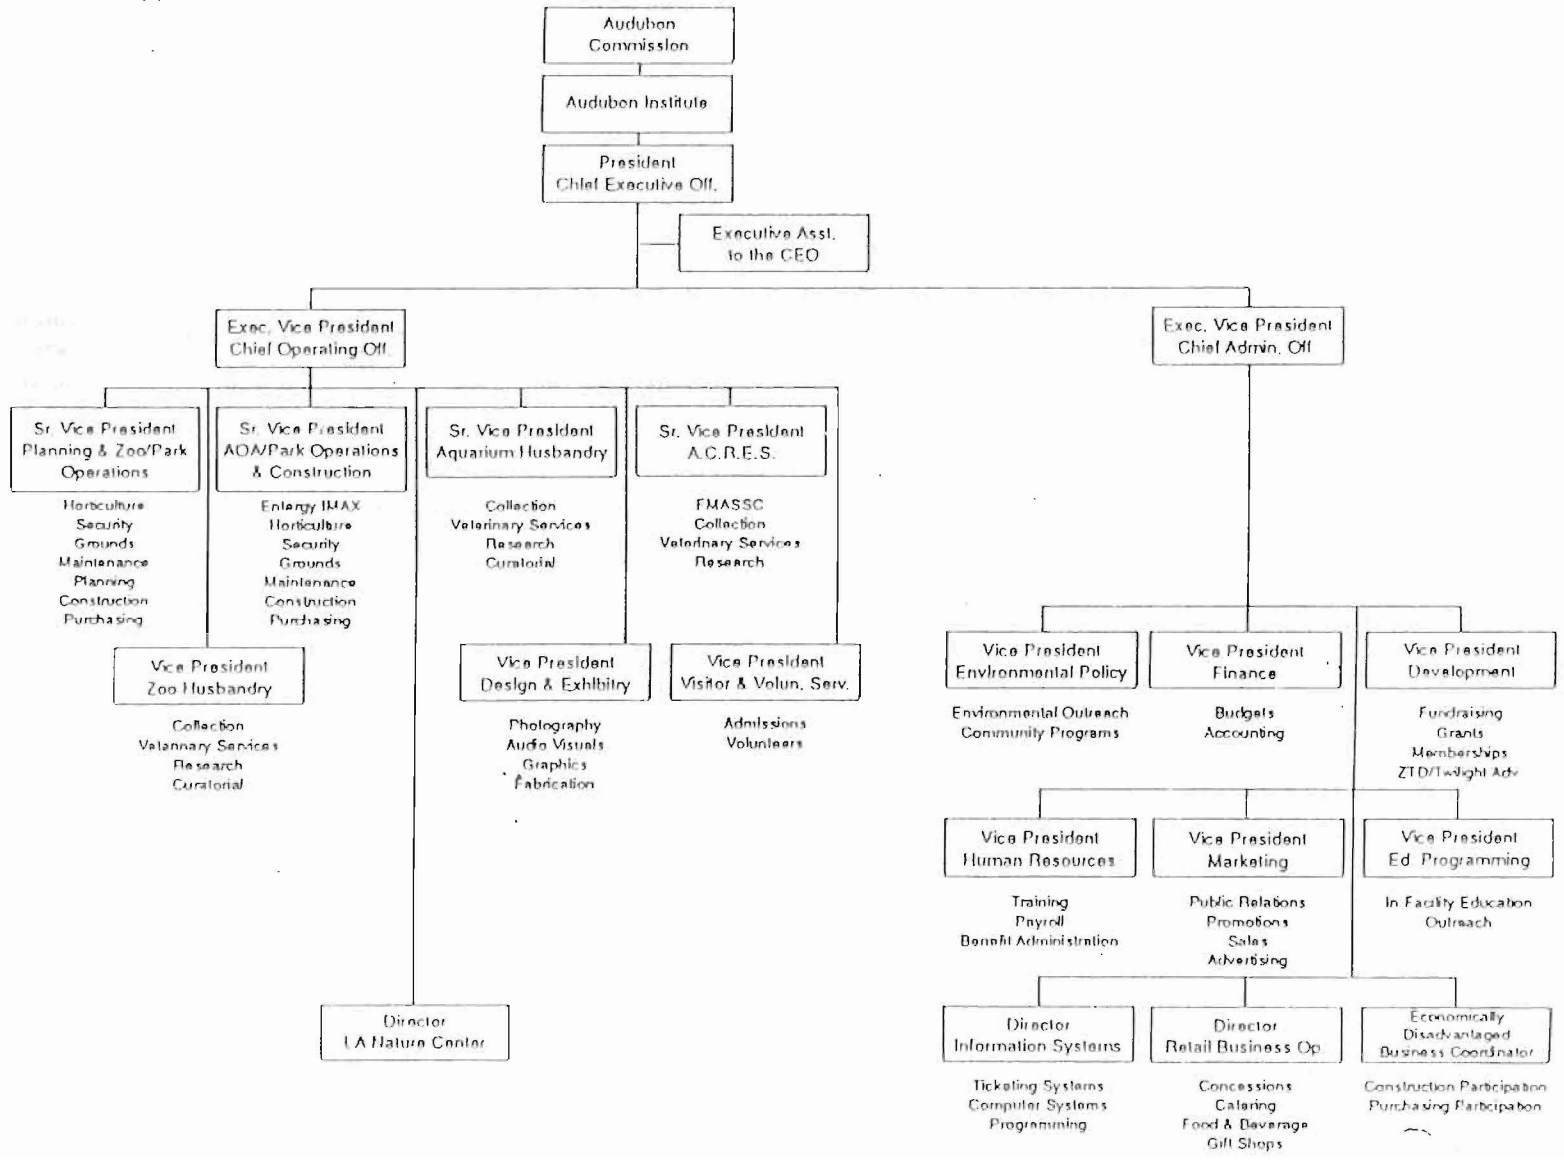 Audubon
Commission
Audubon Institute
President
Chief Executive Off.
Executive Asst.
to the CEO
Exec. Vice President
Chief Operating Off.
Exec. Vice President
Chief Admin. Off
Sr. Vice President
Planning & Zoo/Park
Operations
Horticulture
Security
Grounds
Maintenance
Planning
Construction
Purchasing
Sr. Vice President
AOA/Park Operations
& Construction
Entergy IMAX
Horticulture
Security
Grounds
Maintenance
Construction
Purchasing
Sr. Vice President
Aquarium Husbandry
Collection
Veterinary Services
Research
Curatorial
Sr. Vice President
A.C.R.E.S.
FMASSC
Collection
Veterinary Services
Research
Vice President
Zoo Husbandry
Collection
Veterinary Services
Research
Curatorial
Vice President
Design & Exhibitry
Photography
Audio Visuals
Graphics
Fabrication
Vice President
Visitor & Volun. Serv.
Admissions
Volunteers
Director
LA Nature Center
Vice President
Environmental Policy
Environmental Outreach
Community Programs
Vice President
Finance
Budgets
Accounting
Vice President
Development
Fundraising
Grants
Memberships
ZTD/Twilight Adv
Vice President
Human Resources
Training
Payroll
Benefit Administration
Vice President
Marketing
Public Relations
Promotions
Sales
Advertising
Vice President
Ed. Programming
In Facility Education
Outreach
Director
Information Systems
Ticketing Systems
Computer Systems
Programming
Director
Retail Business Op.
Concessions
Catering
Food & Beverage
Gift Shops
Economically
Disadvantaged
Business Coordinator
Construction Participation
Purchasing Participation